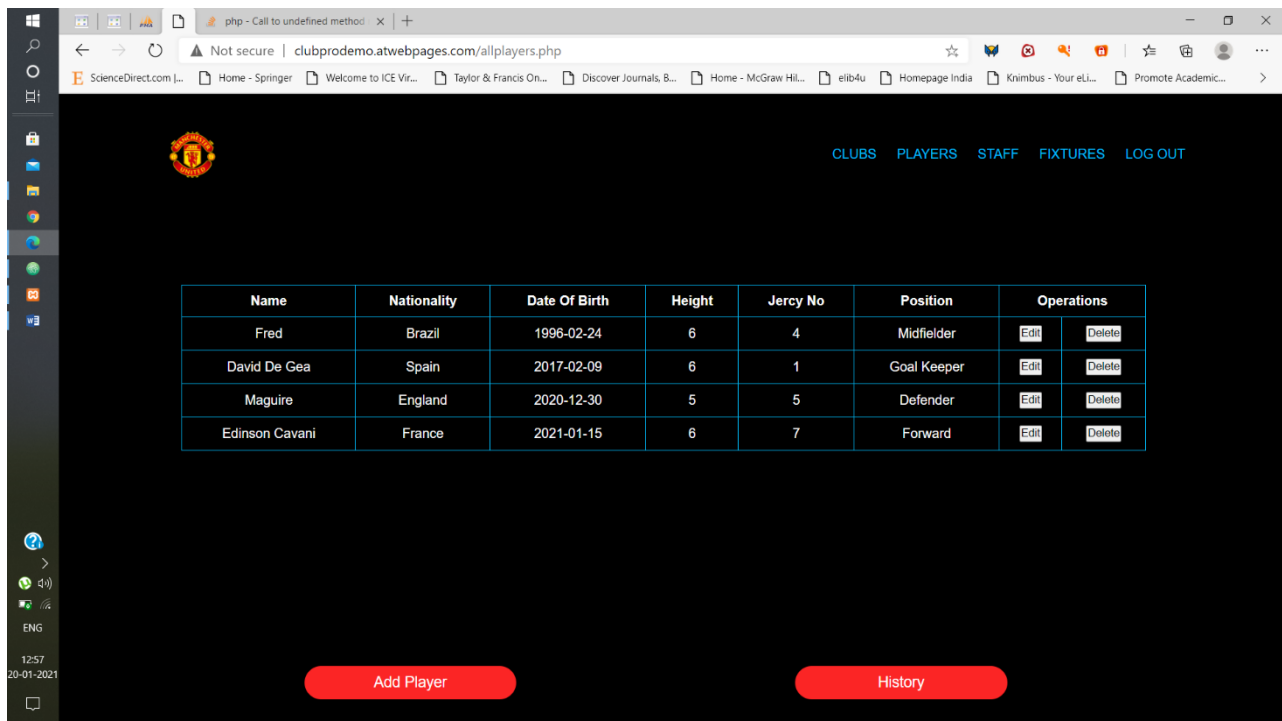 php - Call to undefined method
Not secure | clubprodemo.atwebpages.com/allplayers.php
ScienceDirect.com |... Home - Springer Welcome to ICE Vir... Taylor & Francis On... Discover Journals, B... Home - McGraw Hil... elib4u Homepage India Knimbus - Your eLi... Promote Academic...
MANCHESTER UNITED
CLUBS PLAYERS STAFF FIXTURES LOG OUT
Name Nationality Date Of Birth Height Jercy No Position Operations
Fred Brazil 1996-02-24 6 4 Midfielder Edit Delete
David De Gea Spain 2017-02-09 6 1 Goal Keeper Edit Delete
Maguire England 2020-12-30 5 5 Defender Edit Delete
Edinson Cavani France 2021-01-15 6 7 Forward Edit Delete
Add Player History
ENG
12:57
20-01-2021